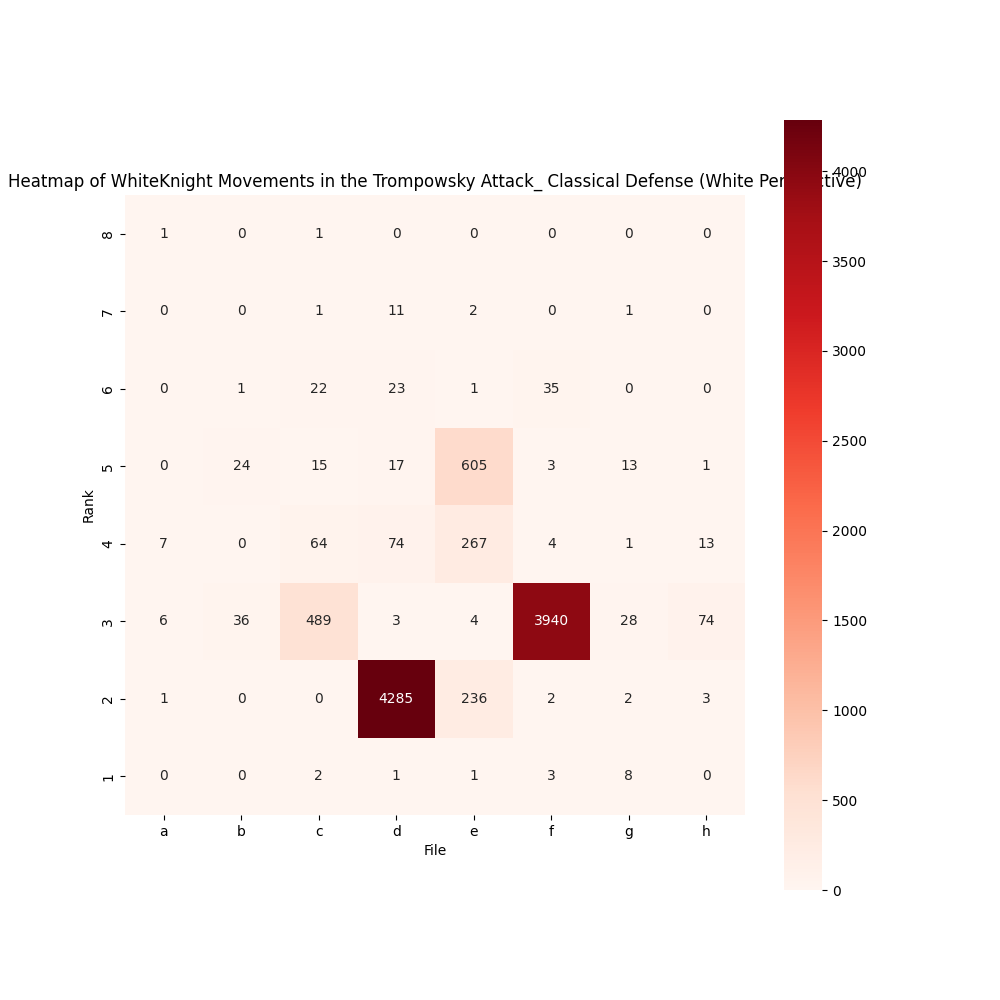 Heatmap of WhiteKnight Movements in the Trompowsky Attack_ Classical Defense (White Perctive)
4000
3500
3000
2500
2000
1500
1000
500
0
Rank
8 1 0 1 0 0 0 0 0
7 0 0 1 11 2 0 1 0
6 0 1 22 23 1 35 0 0
5 0 24 15 17 605 3 13 1
4 7 0 64 74 267 4 1 13
3 6 36 489 3 4 3940 28 74
2 1 0 0 4285 236 2 2 3
1 0 0 2 1 1 3 8 0
a b c d e f g h
File